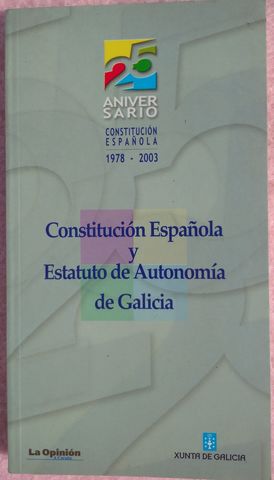 25
ANIVER
SARIO
CONSTITUCIÓN
ESPAÑOLA
1978 - 2003
Constitución Española
y
Estatuto de Autonomía
de Galicia
La Opinión
A Coruña
XUNTA DE GALICIA